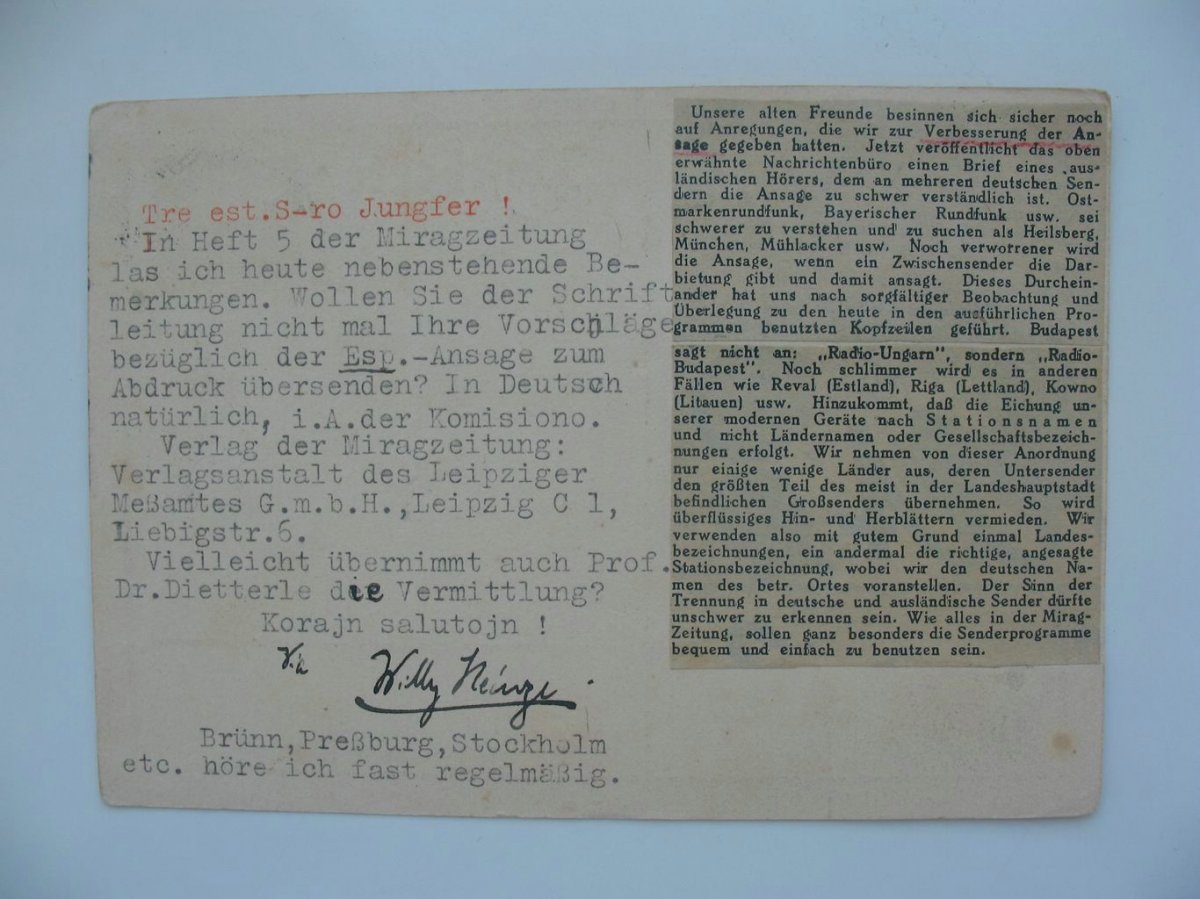 Tre est.S-ro Jungfer !
In Heft 5 der Miragzeitung
las ich heute nebenstehende Be-
merkungen. Wollen Sie der Schrift
leitung nicht mal Ihre Vorschläge
bezüglich der Esp.-Ansage zum
Abdruck übersenden? In Deutsch
natürlich, i.A.der Komisiono.
Verlag der Miragzeitung:
Verlagsanstalt des Leipziger
Meßamtes G.m.b.H.,Leipzig C 1,
Liebigstr.6.
Vielleicht übernimmt auch Prof.
Dr.Dietterle die Vermittlung?
Korajn salutojn !
Via
Willy Heinze
Brünn,Preßburg,Stockholm
etc. höre ich fast regelmäßig.
Unsere alten Freunde besinnen sich sicher noch
auf Anregungen, die wir zur Verbesserung der An-
sage gegeben hatten. Jetzt veröffentlicht das oben
erwähnte Nachrichtenbüro einen Brief eines aus-
ländischen Hörers, dem an mehreren deutschen Sen-
dern die Ansage zu schwer verständlich ist. Ost-
markenrundfunk, Bayerischer Rundfunk usw. sei
schwerer zu verstehen und zu suchen als Heilsberg,
München, Mühlacker usw. Noch verworrener wird
die Ansage, wenn ein Zwischensender die Dar-
bietung gibt und damit ansagt. Dieses Durchein-
ander hat uns nach sorgfältiger Beobachtung und
Überlegung zu den heute in den ausführlichen Pro-
grammen benutzten Kopfzeilen geführt. Budapest
sagt nicht an: „Radio-Ungarn", sondern „Radio-
Budapest". Noch schlimmer wird es in anderen
Fällen wie Reval (Estland), Riga (Lettland), Kowno
(Litauen) usw. Hinzukommt, daß die Eichung un-
serer modernen Geräte nach Stationsnamen
und nicht Ländernamen oder Gesellschaftsbezeich-
nungen erfolgt. Wir nehmen von dieser Anordnung
nur einige wenige Länder aus, deren Untersender
den größten Teil des meist in der Landeshauptstadt
befindlichen Großsenders übernehmen. So wird
überflüssiges Hin- und Herblättern vermieden. Wir
verwenden also mit gutem Grund einmal Landes-
bezeichnungen, ein andermal die richtige, angesagte
Stationsbezeichnung, wobei wir den deutschen Na-
men des betr. Ortes voranstellen. Der Sinn der
Trennung in deutsche und ausländische Sender dürfte
unschwer zu erkennen sein. Wie alles in der Mirag-
Zeitung, sollen ganz besonders die Senderprogramme
bequem und einfach zu benutzen sein.